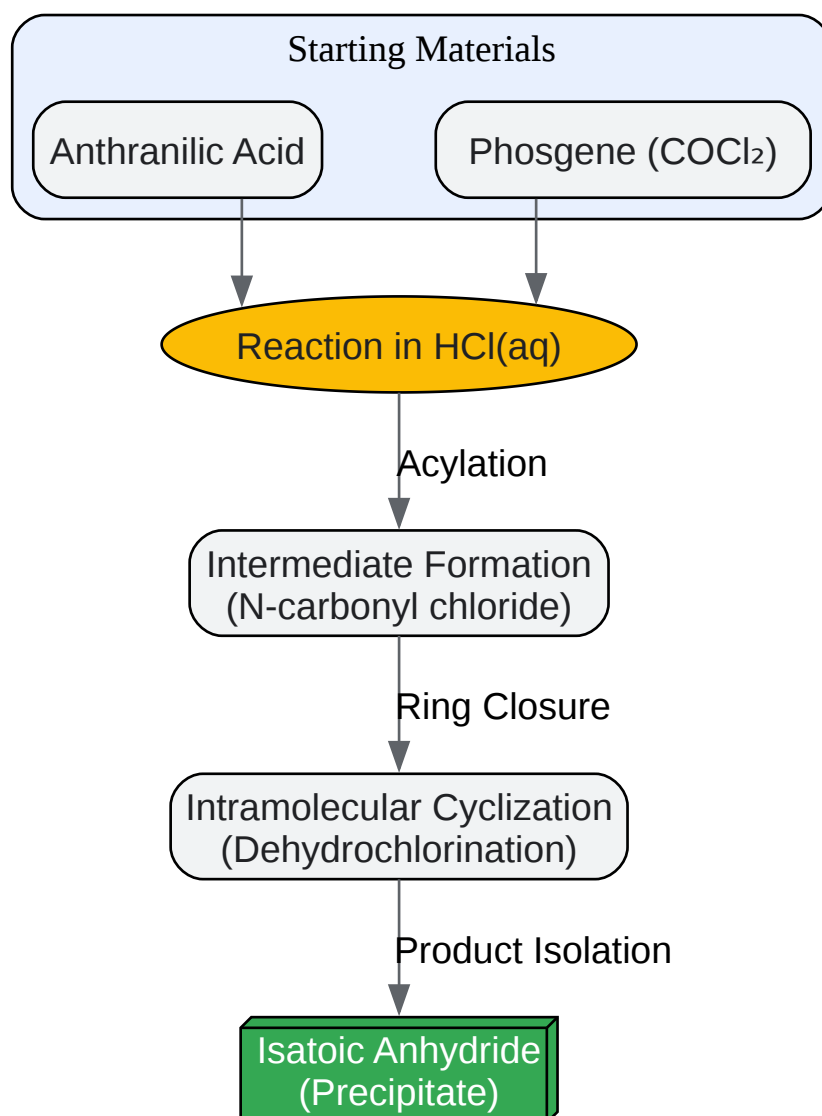 Starting Materials
Anthranilic Acid
Phosgene (COCl₂)
Reaction in HCl(aq)
Acylation
Intermediate Formation
(N-carbonyl chloride)
Ring Closure
Intramolecular Cyclization
(Dehydrochlorination)
Product Isolation
Isatoic Anhydride
(Precipitate)